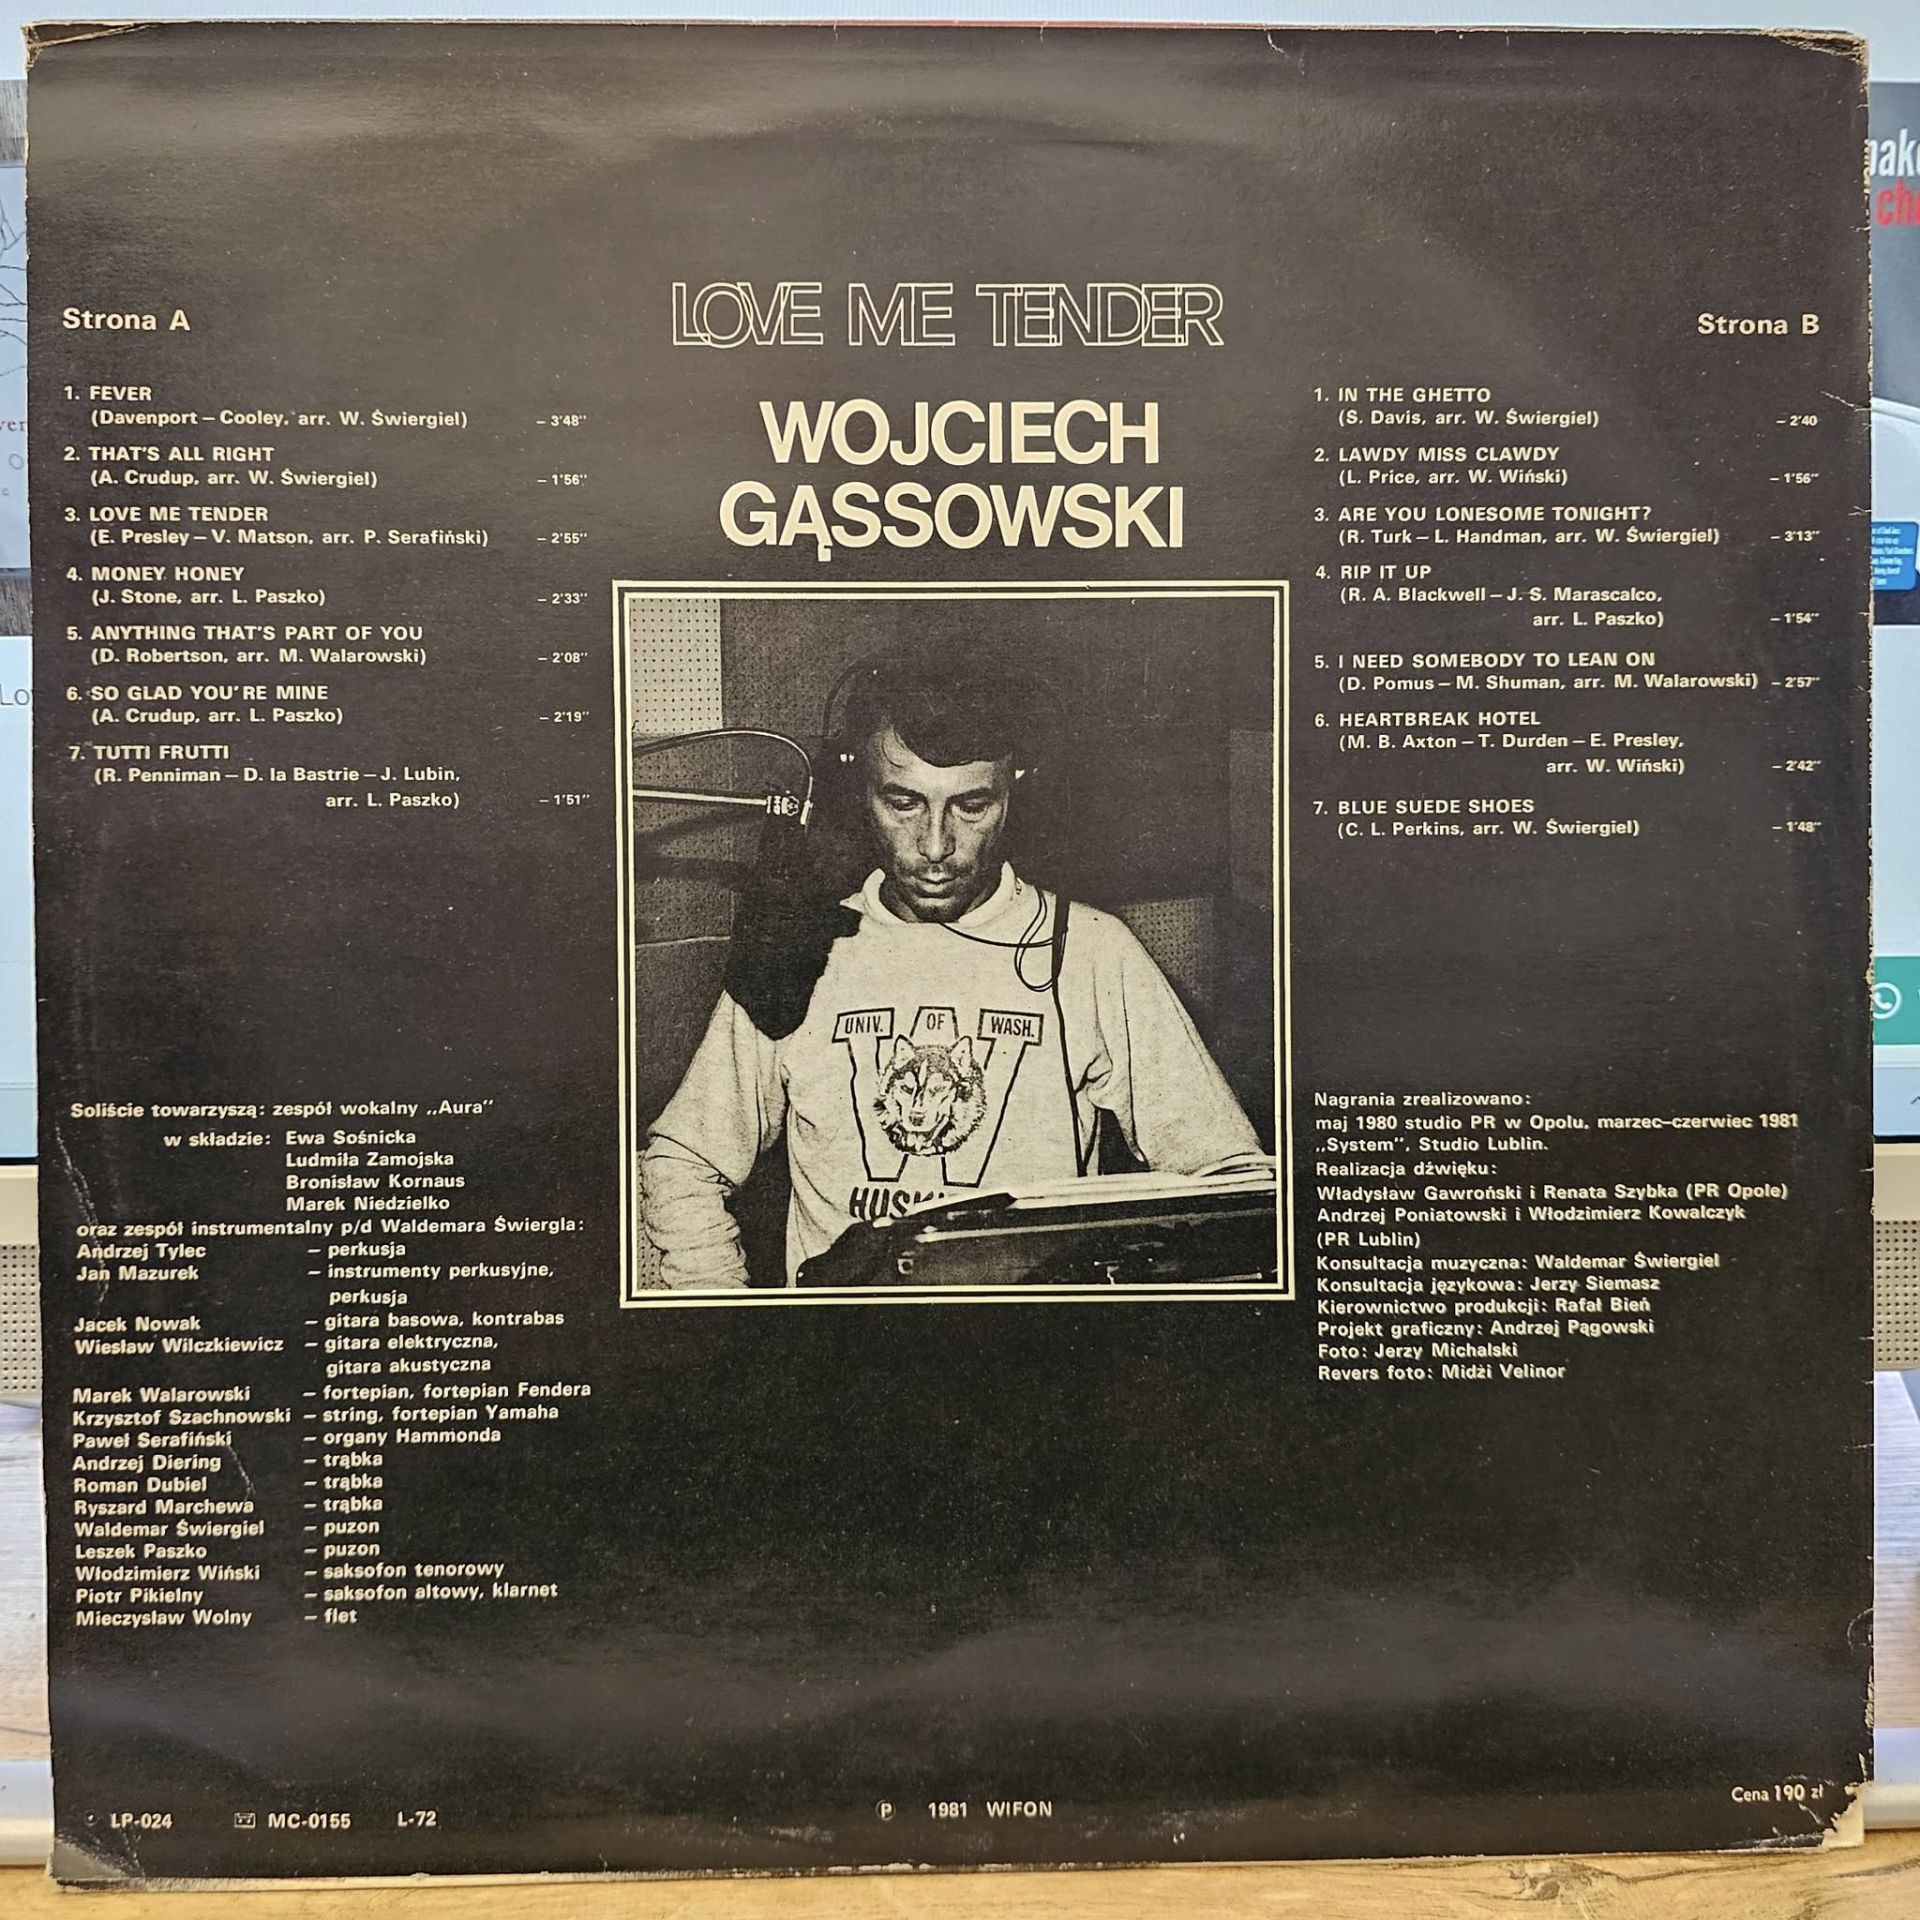 LOVE ME TENDER
WOJCIECH
GĄSSOWSKI
Strona A
1. FEVER
(Davenport – Cooley, arr. W. Świergiel) – 3'48"
2. THAT'S ALL RIGHT
(A. Crudup, arr. W. Świergiel) – 1'56"
3. LOVE ME TENDER
(E. Presley – V. Matson, arr. P. Serafiński) – 2'55"
4. MONEY HONEY
(J. Stone, arr. L. Paszko) – 2'33"
5. ANYTHING THAT'S PART OF YOU
(D. Robertson, arr. M. Walarowski) – 2'08"
6. SO GLAD YOU'RE MINE
(A. Crudup, arr. L. Paszko) – 2'19"
7. TUTTI FRUTTI
(R. Penniman – D. la Bastrie – J. Lubin,
arr. L. Paszko) – 1'51"
Strona B
1. IN THE GHETTO
(S. Davis, arr. W. Świergiel) – 2'40
2. LAWDY MISS CLAWDY
(L. Price, arr. W. Wiński) – 1'56"
3. ARE YOU LONESOME TONIGHT?
(R. Turk – L. Handman, arr. W. Świergiel) – 3'13"
4. RIP IT UP
(R. A. Blackwell – J. S. Marascalco,
arr. L. Paszko) – 1'54"
5. I NEED SOMEBODY TO LEAN ON
(D. Pomus – M. Shuman, arr. M. Walarowski) – 2'57"
6. HEARTBREAK HOTEL
(M. B. Axton – T. Durden – E. Presley,
arr. W. Wiński) – 2'42"
7. BLUE SUEDE SHOES
(C. L. Perkins, arr. W. Świergiel) – 1'48"
UNIV. OF WASH.
W
Soliście towarzyszą: zespół wokalny „Aura"
w składzie: Ewa Sośnicka
Ludmiła Zamojska
Bronisław Kornaus
Marek Niedzielko
oraz zespół instrumentalny p/d Waldemara Świergla:
Andrzej Tylec – perkusja
Jan Mazurek – instrumenty perkusyjne,
perkusja
Jacek Nowak – gitara basowa, kontrabas
Wiesław Wilczkiewicz – gitara elektryczna,
gitara akustyczna
Marek Walarowski – fortepian, fortepian Fendera
Krzysztof Szachnowski – string, fortepian Yamaha
Paweł Serafiński – organy Hammonda
Andrzej Diering – trąbka
Roman Dubiel – trąbka
Ryszard Marchewa – trąbka
Waldemar Świergiel – puzon
Leszek Paszko – puzon
Włodzimierz Wiński – saksofon tenorowy
Piotr Pikielny – saksofon altowy, klarnet
Mieczysław Wolny – flet
Nagrania zrealizowano:
maj 1980 studio PR w Opolu, marzec–czerwiec 1981
„System", Studio Lublin.
Realizacja dźwięku:
Władysław Gawroński i Renata Szybka (PR Opole)
Andrzej Poniatowski i Włodzimierz Kowalczyk
(PR Lublin)
Konsultacja muzyczna: Waldemar Świergiel
Konsultacja językowa: Jerzy Siemasz
Kierownictwo produkcji: Rafał Bień
Projekt graficzny: Andrzej Pągowski
Foto: Jerzy Michalski
Revers foto: Midżi Velinor
LP-024 MC-0155 L-72
℗ 1981 WIFON
Cena 190 zł